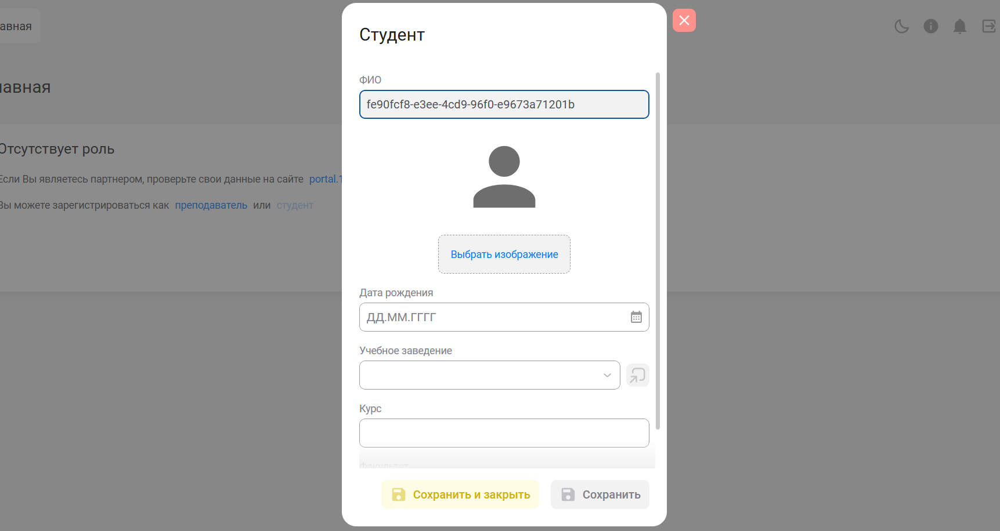 авная
лавная
Отсутствует роль
Если Вы являетесь партнером, проверьте свои данные на сайте portal.1
Вы можете зарегистрироваться как преподаватель или студент
Студент
ФИО
fe90fcf8-e3ee-4cd9-96f0-e9673a71201b
Выбрать изображение
Дата рождения
ДД.ММ.ГГГГ
Учебное заведение
Курс
Факультет
Сохранить и закрыть
Сохранить